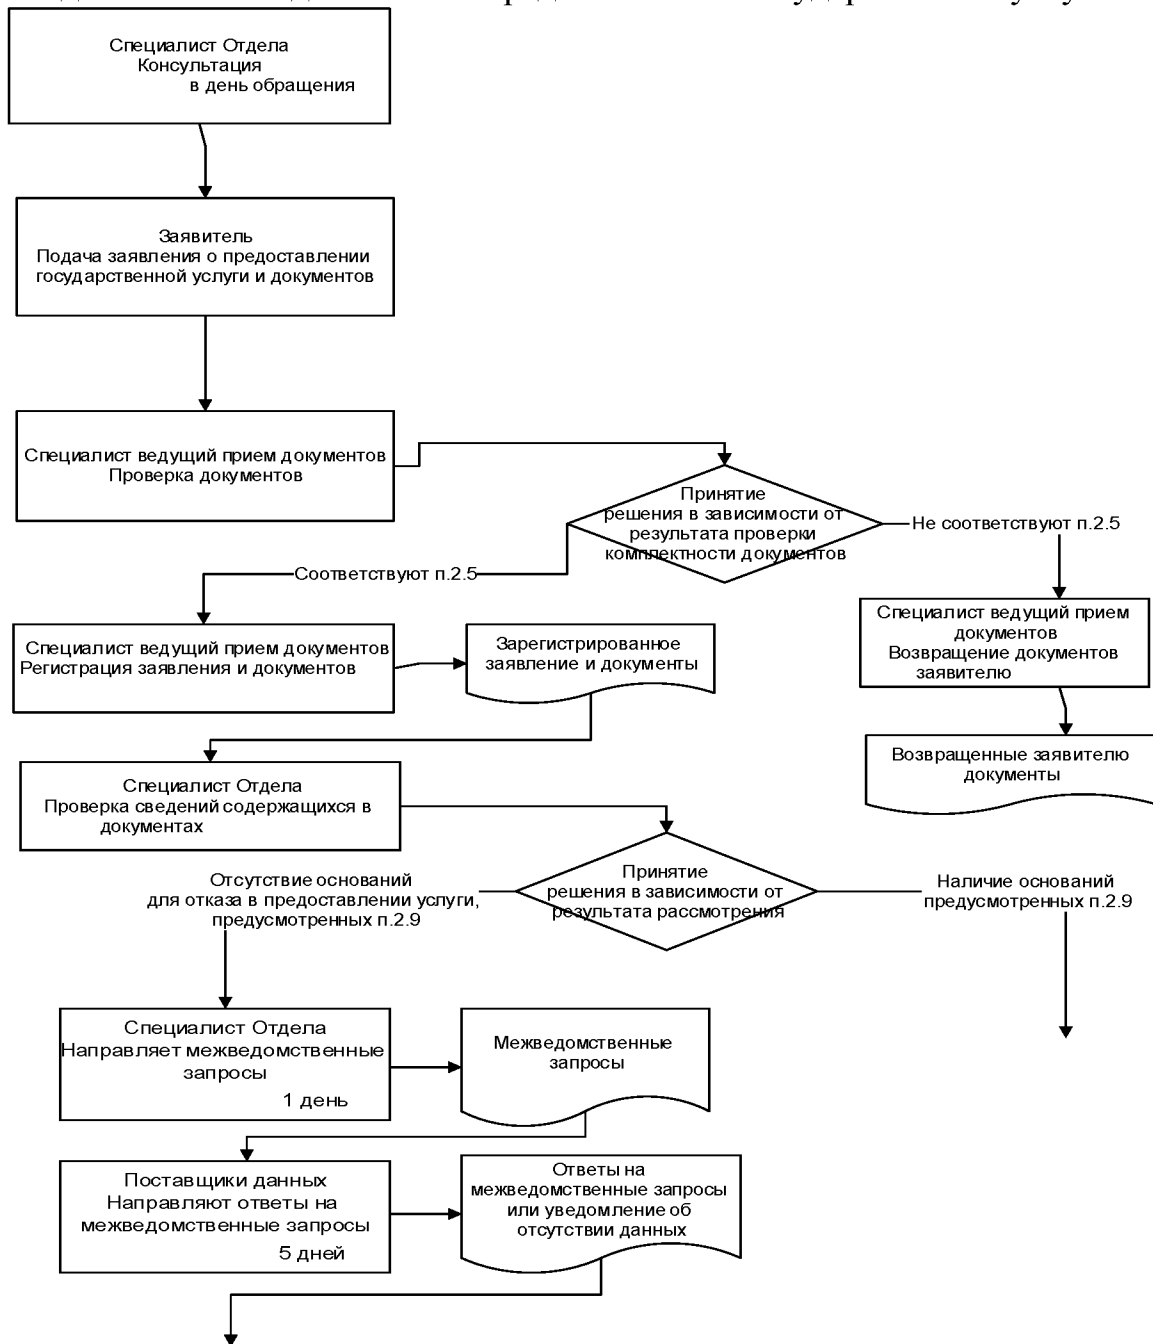 Специалист Отдела
Консультация
в день обращения
Заявитель
Подача заявления о предоставлении
государственной услуги и документов
Специалист ведущий прием документов
Проверка документов
Принятие
решения в зависимости от
результата проверки
комплектности документов
Не соответствуют п.2.5
Соответствуют п.2.5
Специалист ведущий прием документов
Регистрация заявления и документов
Зарегистрированное
заявление и документы
Специалист ведущий прием
документов
Возвращение документов
заявителю
Возвращенные заявителю
документы
Специалист Отдела
Проверка сведений содержащихся в
документах
Принятие
решения в зависимости от
результата рассмотрения
Отсутствие оснований
для отказа в предоставлении услуги,
предусмотренных п.2.9
Наличие оснований
предусмотренных п.2.9
Специалист Отдела
Направляет межведомственные
запросы
1 день
Межведомственные
запросы
Поставщики данных
Направляют ответы на
межведомственные запросы
5 дней
Ответы на
межведомственные запросы
или уведомление об
отсутствии данных